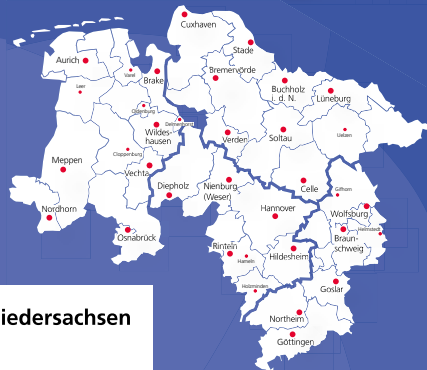 Cuxhaven
Stade
Aurich
Varel
Brake
Bremervörde
Leer
Buchholz
i. d. N.
Lüneburg
Oldenburg
Delmenhorst
Wildes-
hausen
Verden
Soltau
Uelzen
Cloppenburg
Meppen
Vechta
Diepholz
Nienburg
(Weser)
Celle
Gifhorn
Nordhorn
Hannover
Wolfsburg
Osnabrück
Helmstedt
Braun-
schweig
Rinteln
Hameln
Hildesheim
Holzminden
Goslar
iedersachsen
Northeim
Göttingen